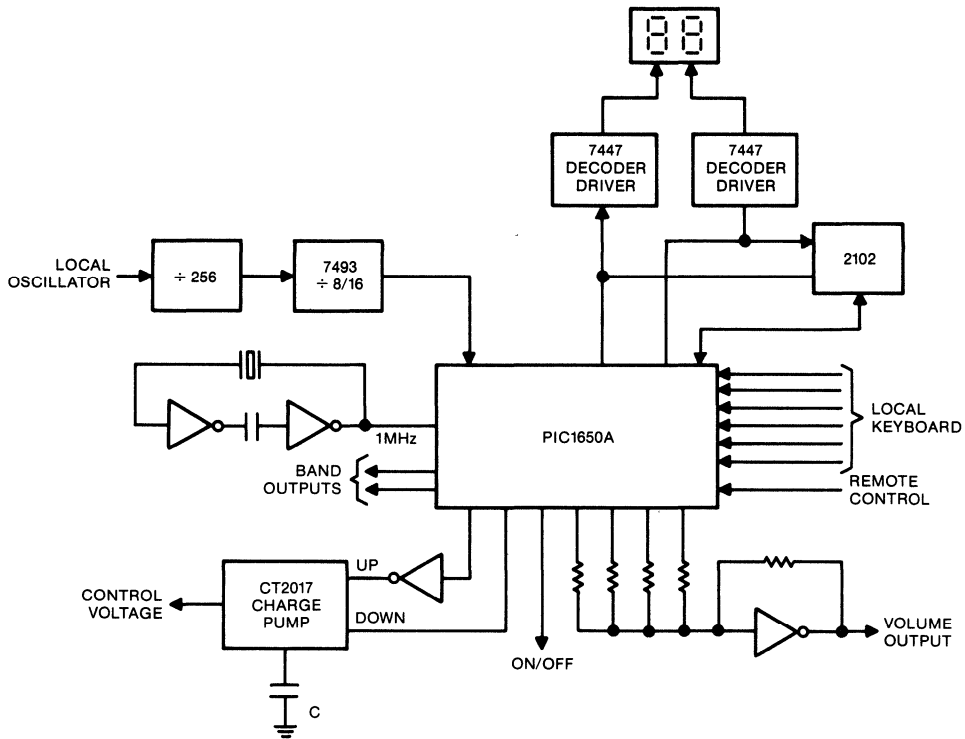 88
7447
DECODER
DRIVER
7447
DECODER
DRIVER
2102
LOCAL
OSCILLATOR
÷ 256
7493
÷ 8/16
1MHz
PIC1650A
LOCAL
KEYBOARD
BAND
OUTPUTS
REMOTE
CONTROL
UP
CT2017
CHARGE
PUMP
CONTROL
VOLTAGE
DOWN
ON/OFF
VOLUME
OUTPUT
C